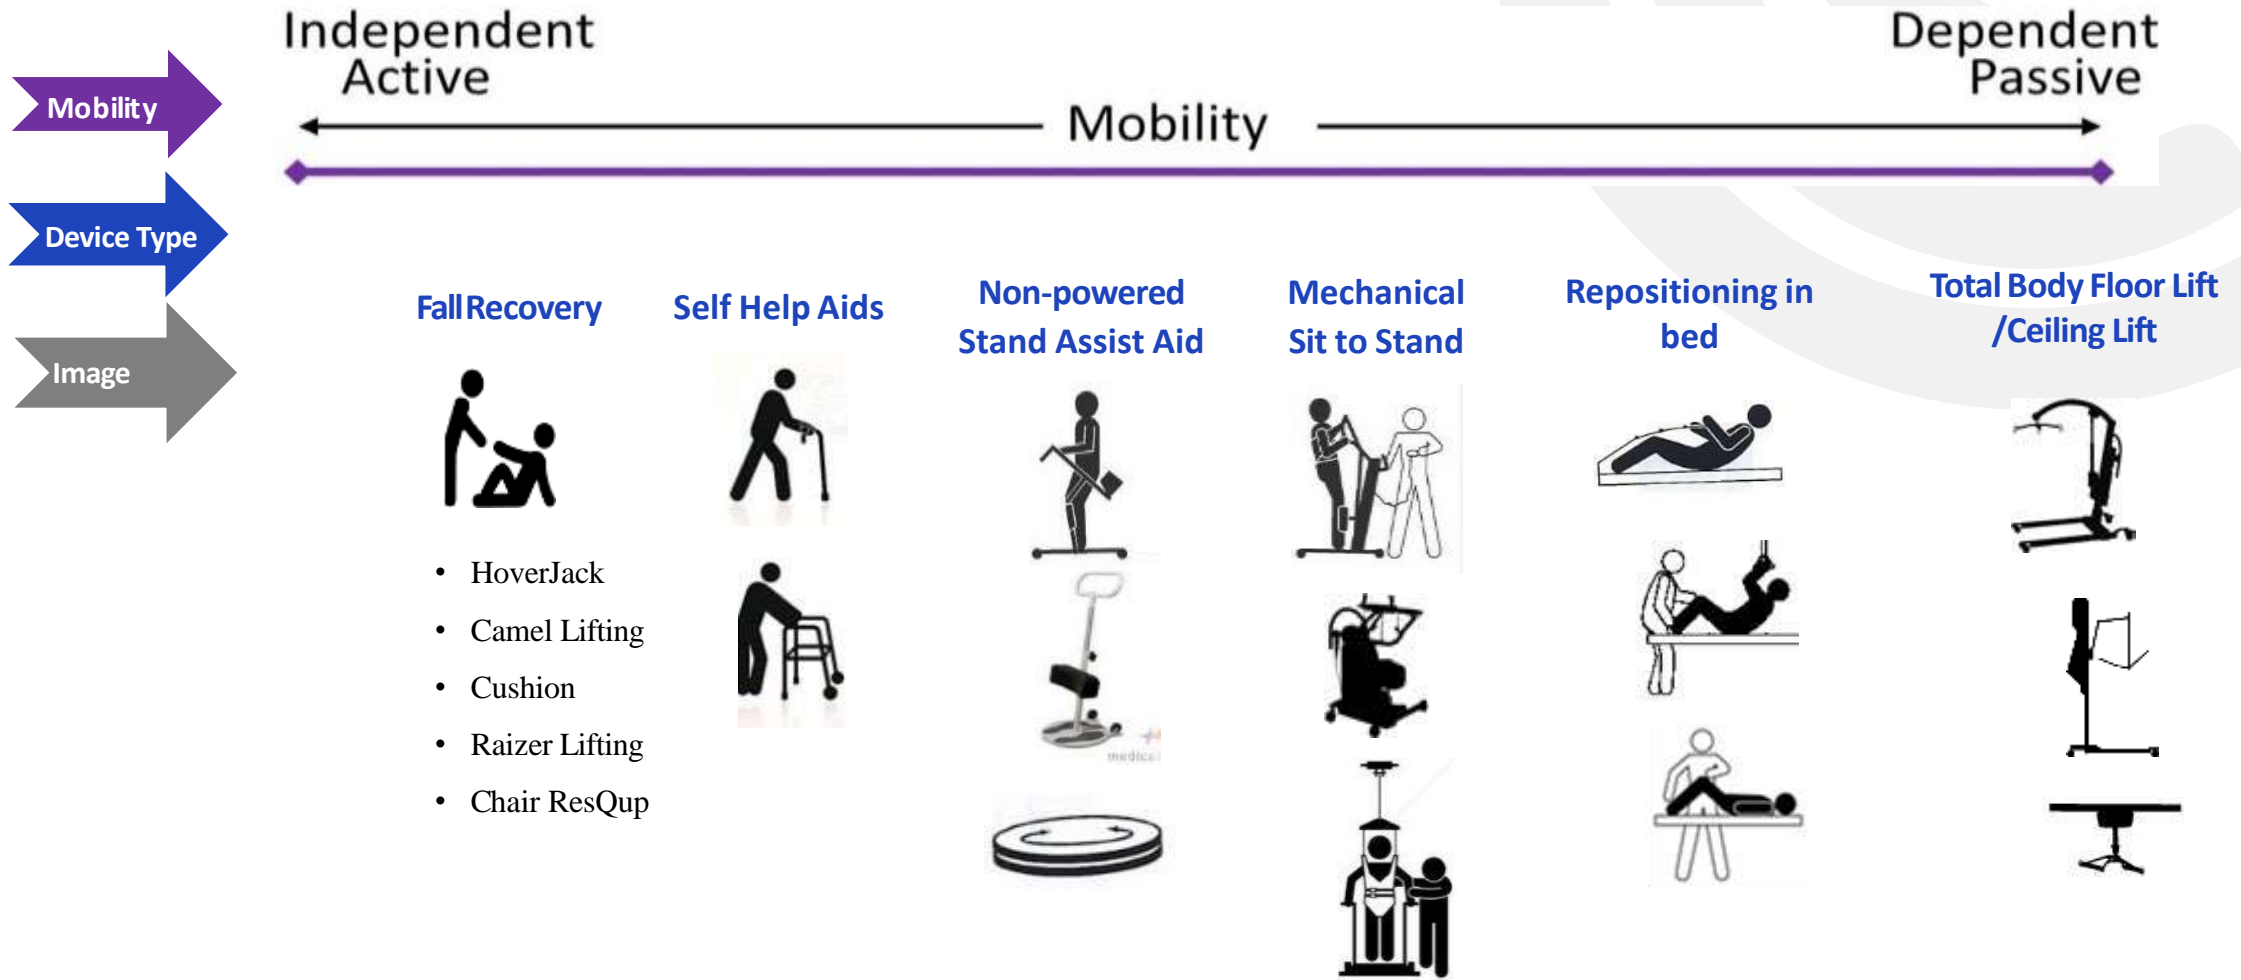 Independent
Active
Dependent
Passive
Mobility
Mobility
Device Type
Image
Fall Recovery
Self Help Aids
Non-powered
Stand Assist Aid
Mechanical
Sit to Stand
Repositioning in
bed
Total Body Floor Lift
/Ceiling Lift
• HoverJack
• Camel Lifting
• Cushion
• Raizer Lifting
• Chair ResQup